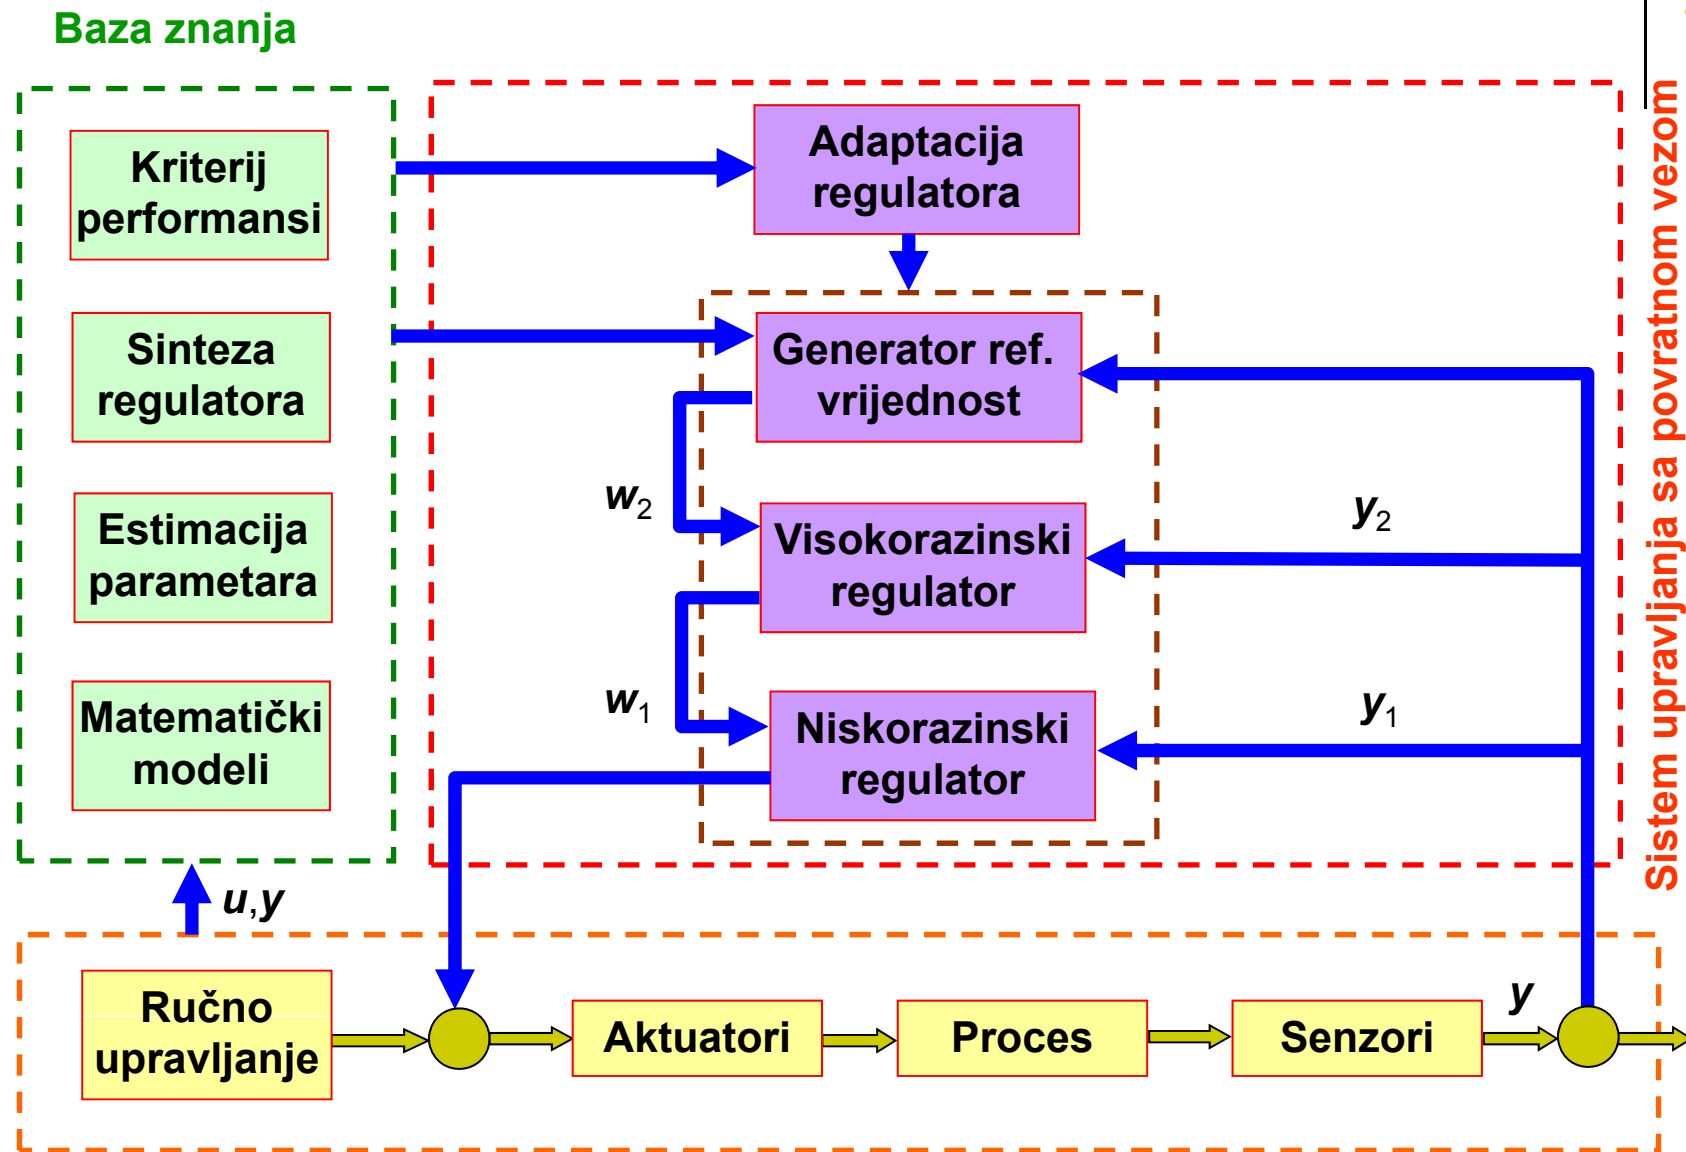 Baza znanja
Kriterij
performansi
Sinteza
regulatora
Estimacija
parametara
Matematički
modeli
Adaptacija
regulatora
Generator ref.
vrijednost
w2
Visokorazinski
regulator
y2
w1
Niskorazinski
regulator
y1
Sistem upravljanja sa povratnom vezom
u,y
Ručno
upravljanje
Aktuatori
Proces
Senzori
y